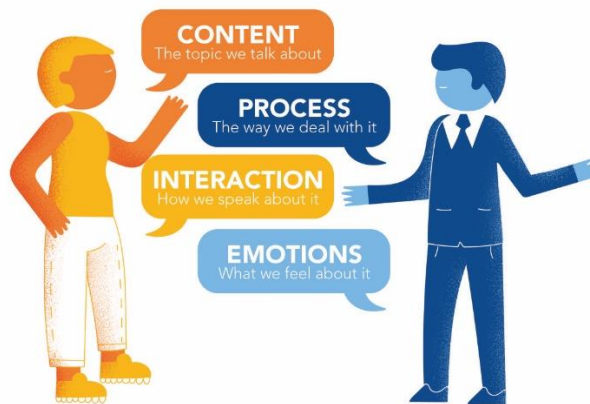 CONTENT
The topic we talk about
PROCESS
The way we deal with it
INTERACTION
How we speak about it
EMOTIONS
What we feel about it